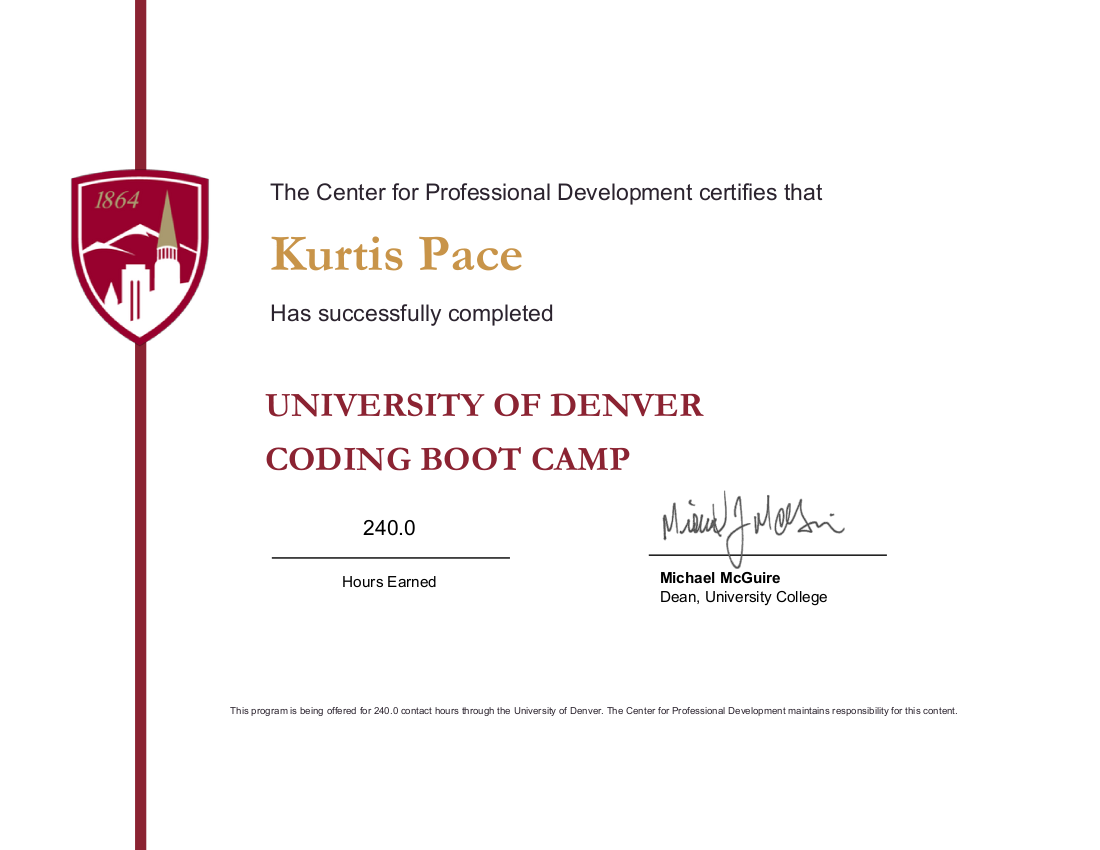 1864
The Center for Professional Development certifies that
Kurtis Pace
Has successfully completed
UNIVERSITY OF DENVER
CODING BOOT CAMP
240.0
Hours Earned
Michael J McGuire
Michael McGuire
Dean, University College
This program is being offered for 240.0 contact hours through the University of Denver. The Center for Professional Development maintains responsibility for this content.